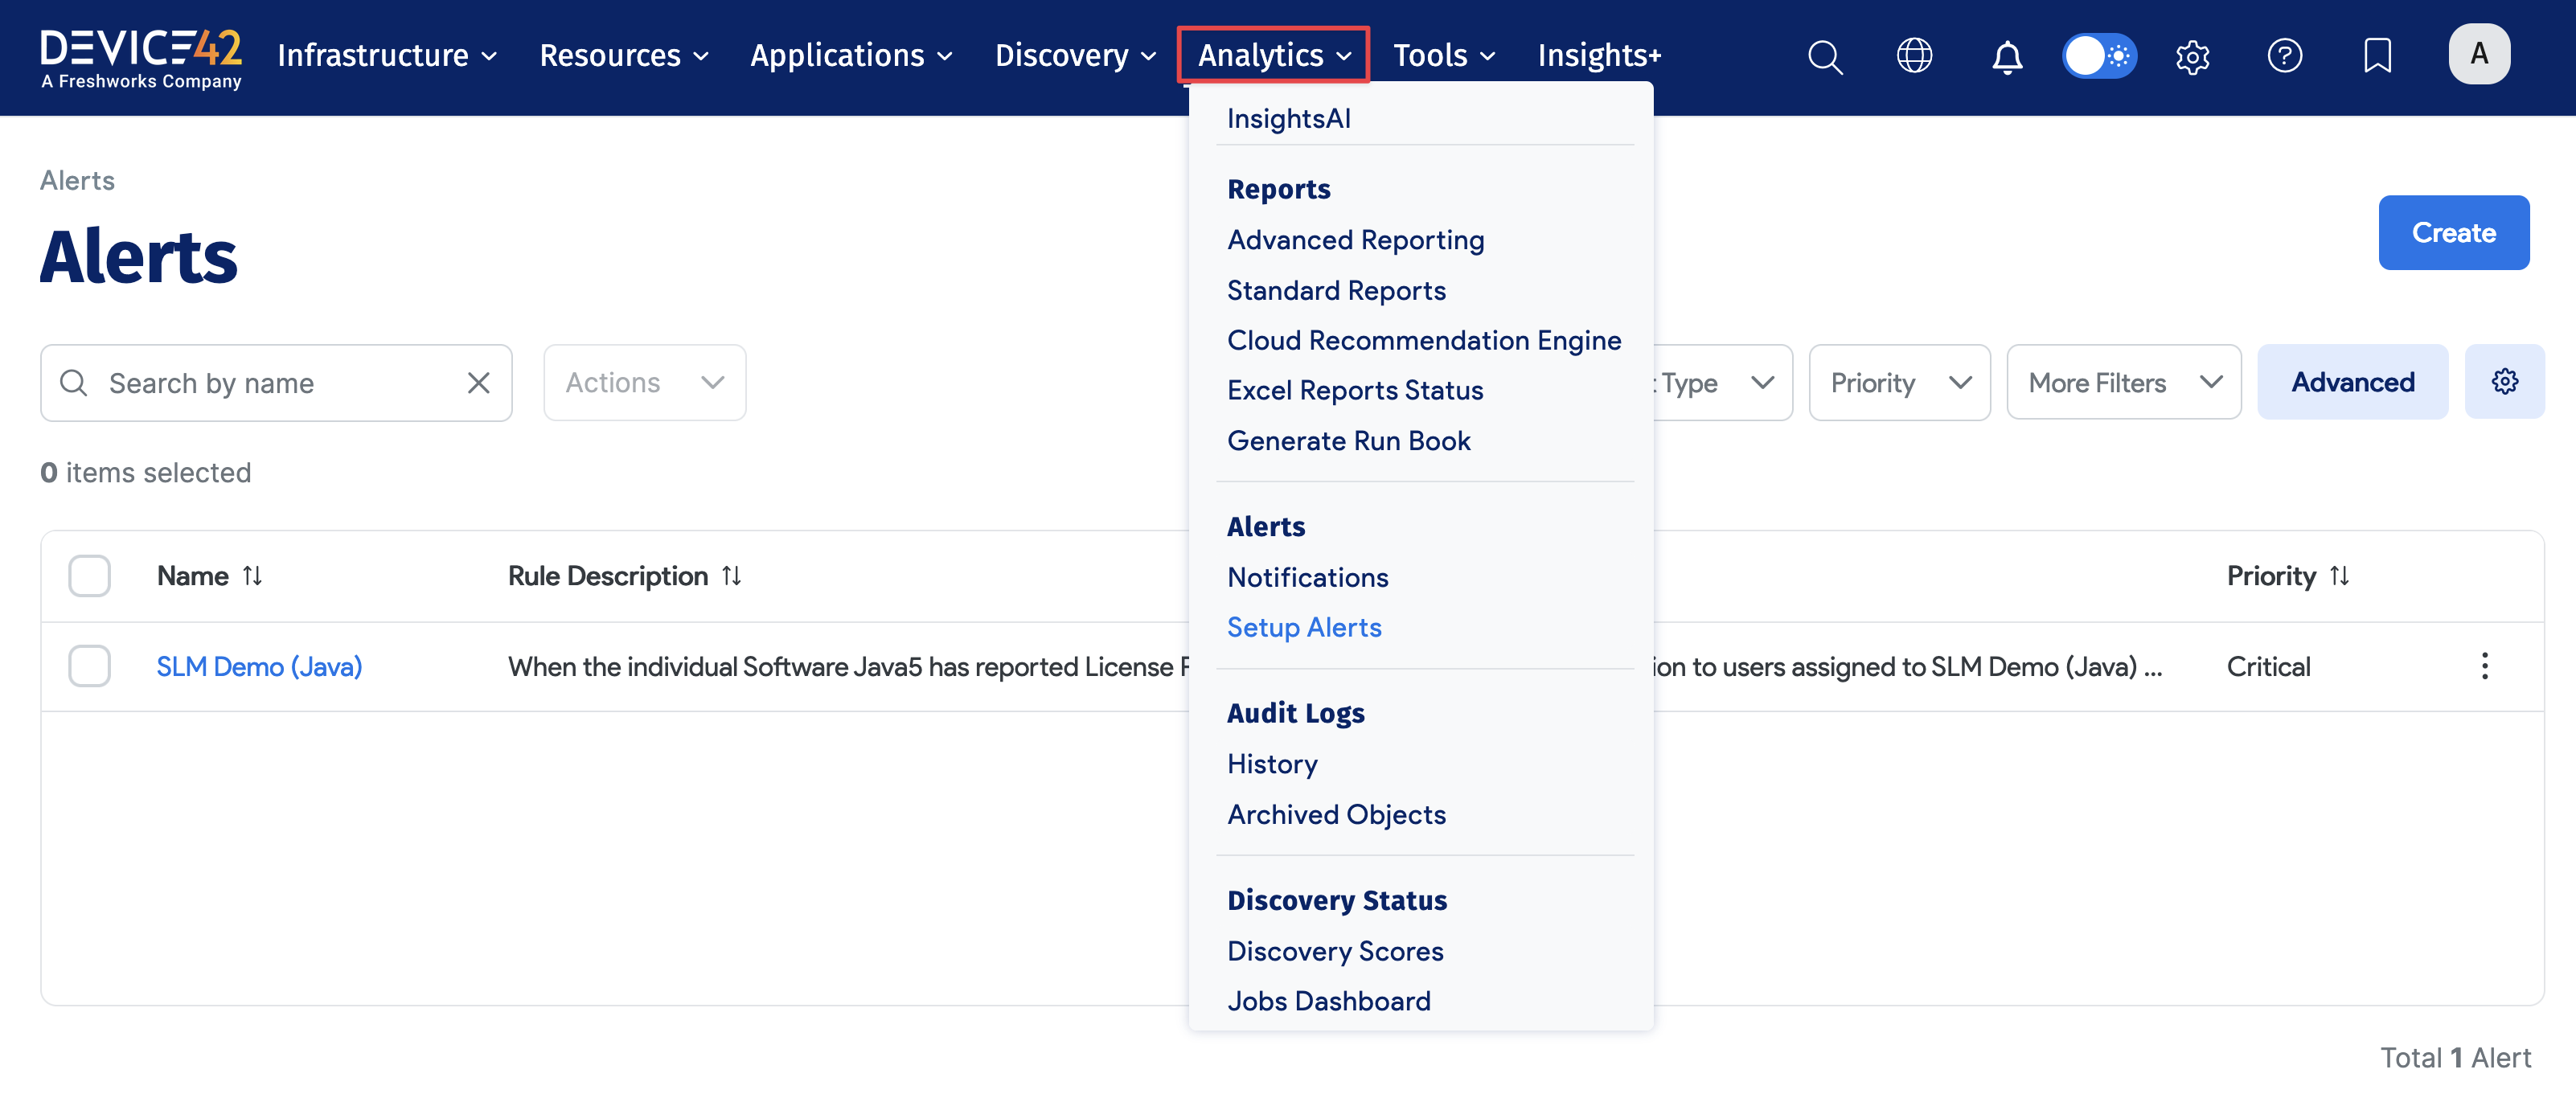 DEVICE42
A Freshworks Company
Infrastructure Resources Applications Discovery Analytics Tools Insights+ A
Alerts
Alerts
Create
Search by name Actions Type Priority More Filters Advanced
0 items selected
Name Rule Description Priority
SLM Demo (Java) When the individual Software Java5 has reported License to users assigned to SLM Demo (Java) ... Critical
InsightsAI
Reports
Advanced Reporting
Standard Reports
Cloud Recommendation Engine
Excel Reports Status
Generate Run Book
Alerts
Notifications
Setup Alerts
Audit Logs
History
Archived Objects
Discovery Status
Discovery Scores
Jobs Dashboard
Total 1 Alert